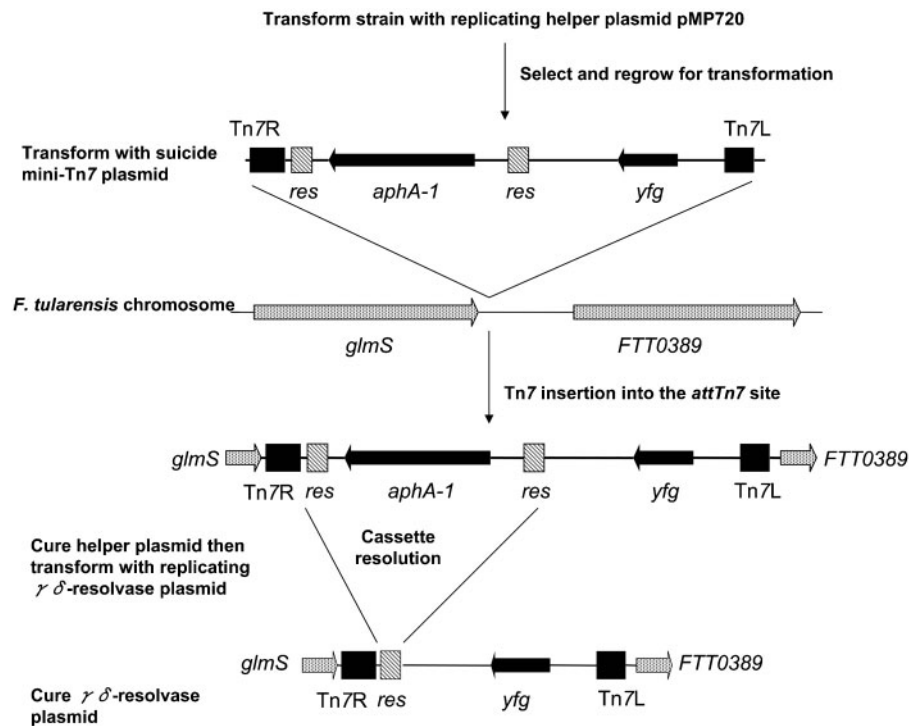 Transform strain with replicating helper plasmid pMP720
Select and regrow for transformation
Tn7R
Tn7L
Transform with suicide
mini-Tn7 plasmid
res
aphA-1
res
yfg
F. tularensis chromosome
glmS
FTT0389
Tn7 insertion into the attTn7 site
glmS
FTT0389
Tn7R
res
aphA-1
res
yfg
Tn7L
Cure helper plasmid then
transform with replicating
γ δ-resolvase plasmid
Cassette
resolution
glmS
FTT0389
Tn7R
res
yfg
Tn7L
Cure γ δ-resolvase
plasmid